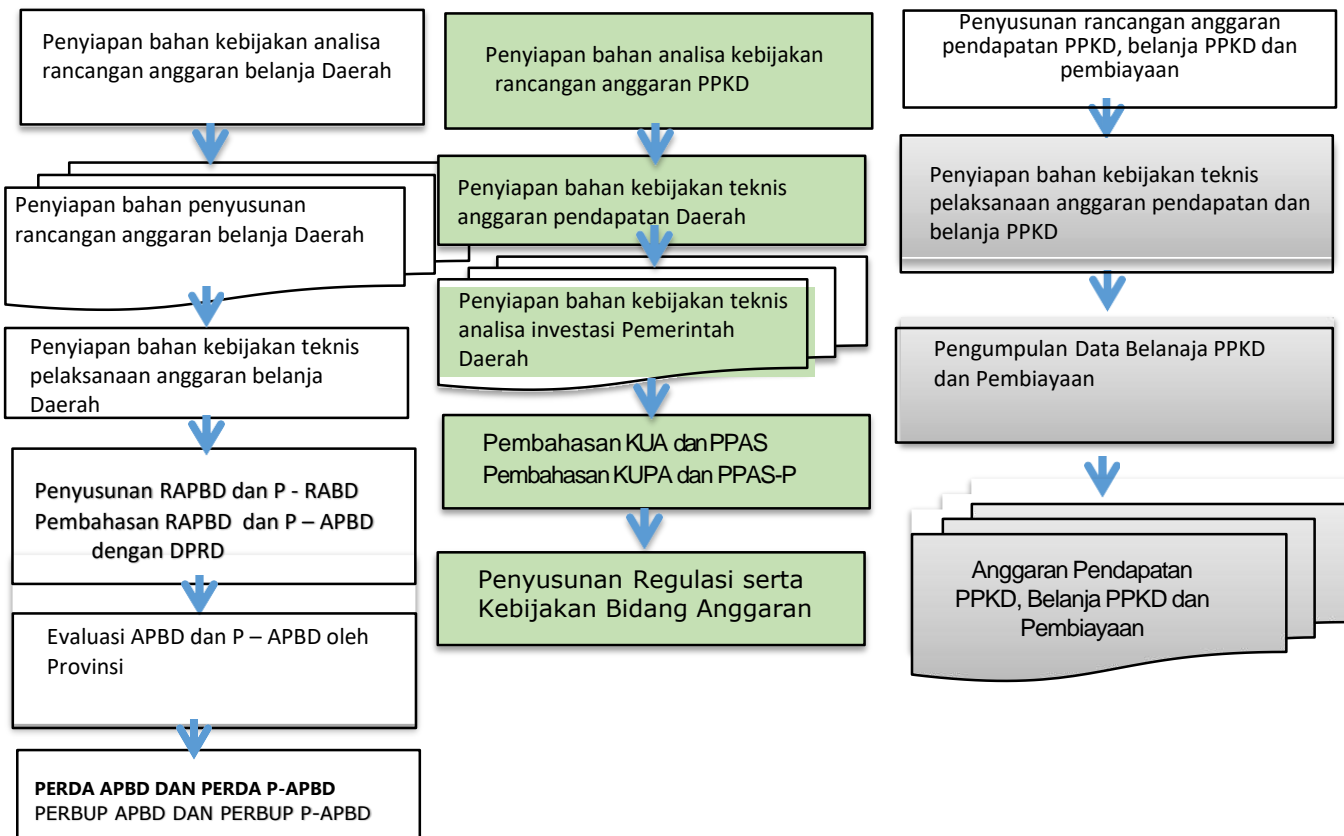 Penyiapan bahan kebijakan analisa
rancangan anggaran belanja Daerah
Penyiapan bahan penyusunan
rancangan anggaran belanja Daerah
Penyiapan bahan kebijakan teknis
pelaksanaan anggaran belanja
Daerah
Penyusunan RAPBD dan P - RABD
Pembahasan RAPBD dan P – APBD
dengan DPRD
Evaluasi APBD dan P – APBD oleh
Provinsi
PERDA APBD DAN PERDA P-APBD
PERBUP APBD DAN PERBUP P-APBD
Penyiapan bahan analisa kebijakan
rancangan anggaran PPKD
Penyiapan bahan kebijakan teknis
anggaran pendapatan Daerah
Penyiapan bahan kebijakan teknis
analisa investasi Pemerintah
Daerah
Pembahasan KUA dan PPAS
Pembahasan KUPA dan PPAS-P
Penyusunan Regulasi serta
Kebijakan Bidang Anggaran
Penyusunan rancangan anggaran
pendapatan PPKD, belanja PPKD dan
pembiayaan
Penyiapan bahan kebijakan teknis
pelaksanaan anggaran pendapatan dan
belanja PPKD
Pengumpulan Data Belanaja PPKD
dan Pembiayaan
Anggaran Pendapatan
PPKD, Belanja PPKD dan
Pembiayaan